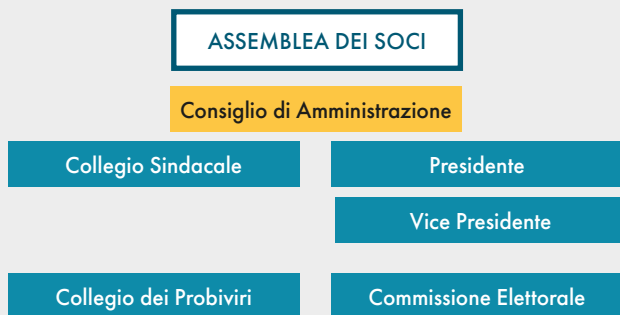 ASSEMBLEA DEI SOCI
Consiglio di Amministrazione
Collegio Sindacale
Presidente
Vice Presidente
Collegio dei Probiviri
Commissione Elettorale